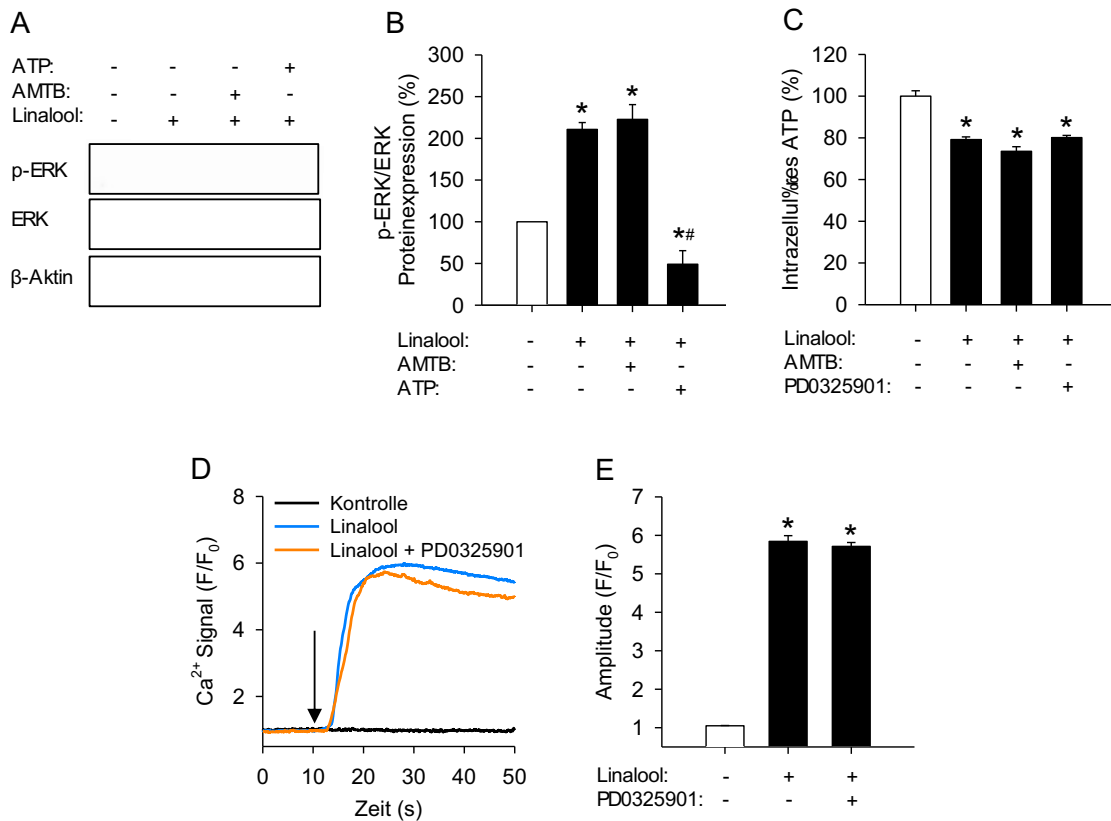 A
ATP: - - - +
AMTB: - - + -
Linalool: - + + +
p-ERK
ERK
β-Aktin
B
p-ERK/ERK
Proteinexpression (%)
300
250
200
150
100
50
0
* * *#
Linalool: - + + +
AMTB: - - + -
ATP: - - - +
C
Intrazellul‰res ATP (%)
120
100
80
60
40
20
0
* * *
Linalool: - + + +
AMTB: - - + -
PD0325901: - - - +
D
Ca²⁺ Signal (F/F₀)
8
6
4
2
Kontrolle
Linalool
Linalool + PD0325901
0 10 20 30 40 50
Zeit (s)
E
Amplitude (F/F₀)
7
6
5
4
3
2
1
* *
Linalool: - + +
PD0325901: - - +